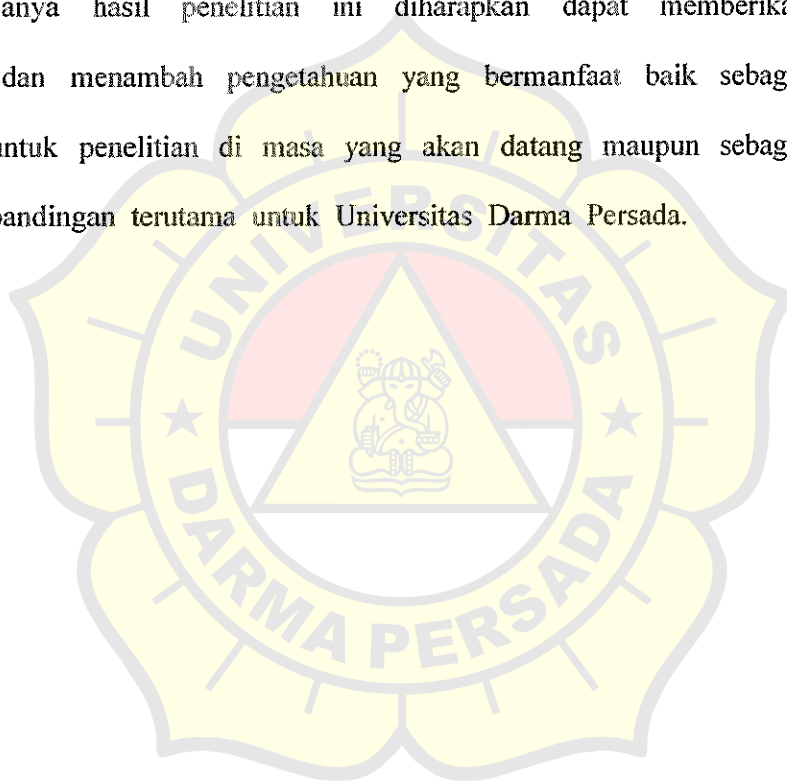 anya hasil penelitian ini diharapkan dapat memberika
dan menambah pengetahuan yang bermanfaat baik sebag
untuk penelitian di masa yang akan datang maupun sebag
bandingan terutama untuk Universitas Darma Persada.
UNIVERSITAS
DARMA PERSADA